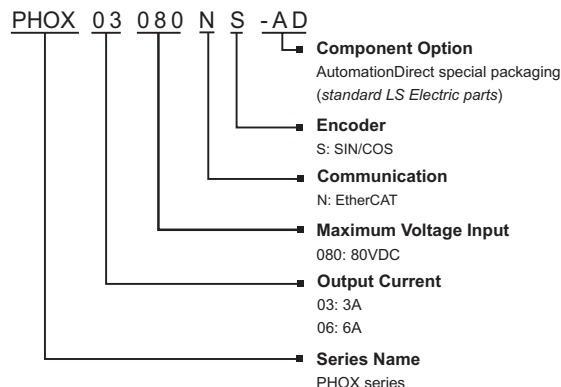 PHOX 03 080 N S -AD
Component Option
AutomationDirect special packaging
(standard LS Electric parts)
Encoder
S: SIN/COS
Communication
N: EtherCAT
Maximum Voltage Input
080: 80VDC
Output Current
03: 3A
06: 6A
Series Name
PHOX series